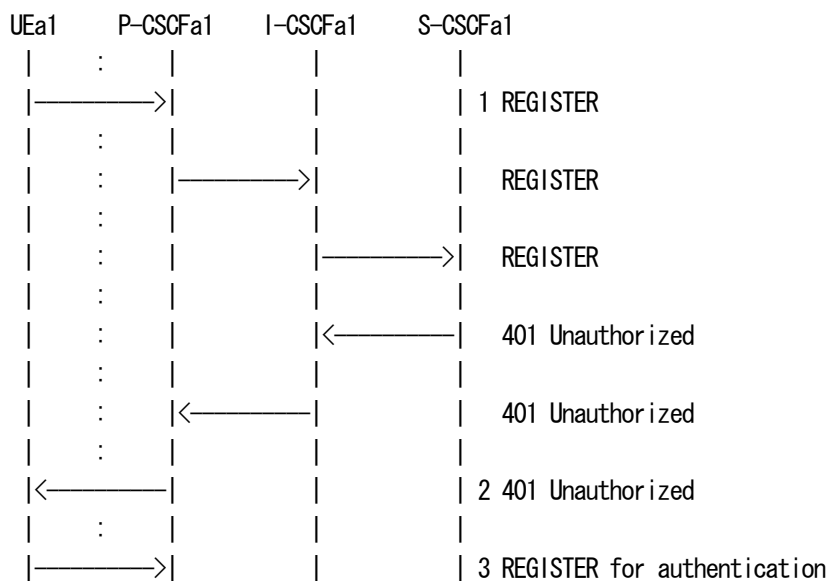 UEa1 P-CSCFa1 I-CSCFa1 S-CSCFa1
| : | | |
|----------->| | | 1 REGISTER
| : | | |
| : |----------->| | REGISTER
| : | | |
| : | |----------->| REGISTER
| : | | |
| : | |<-----------| 401 Unauthorized
| : | | |
| : |<-----------| | 401 Unauthorized
| : | | |
|<-----------| | | 2 401 Unauthorized
| : | | |
|----------->| | | 3 REGISTER for authentication